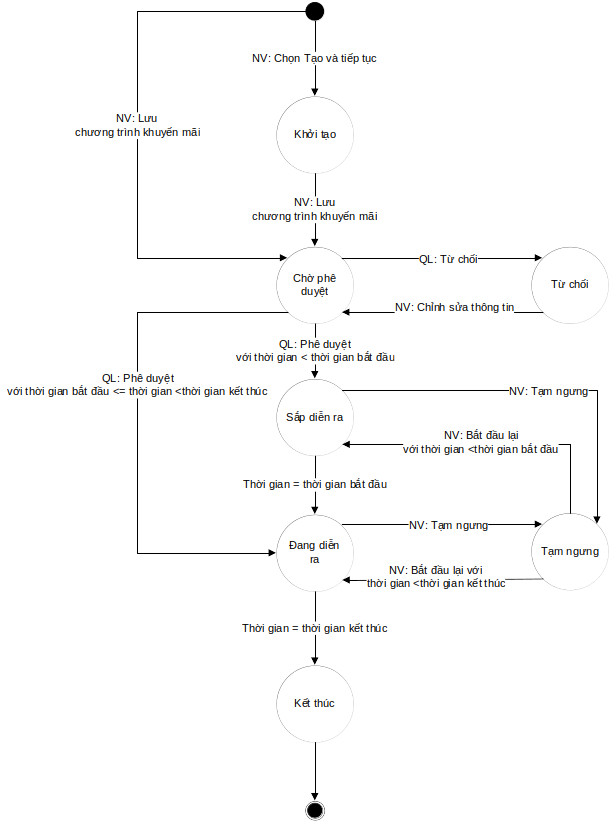 NV: Chọn Tạo và tiếp tục
NV: Lưu
chương trình khuyến mãi
Khởi tạo
NV: Lưu
chương trình khuyến mãi
Chờ phê
duyệt
QL: Từ chối
Từ chối
NV: Chỉnh sửa thông tin
QL: Phê duyệt
với thời gian < thời gian bắt đầu
QL: Phê duyệt
với thời gian bắt đầu <= thời gian <thời gian kết thúc
Sắp diễn ra
NV: Tạm ngưng
NV: Bắt đầu lại
với thời gian <thời gian bắt đầu
Thời gian = thời gian bắt đầu
Đang diễn
ra
NV: Tạm ngưng
Tạm ngưng
NV: Bắt đầu lại với
thời gian <thời gian kết thúc
Thời gian = thời gian kết thúc
Kết thúc